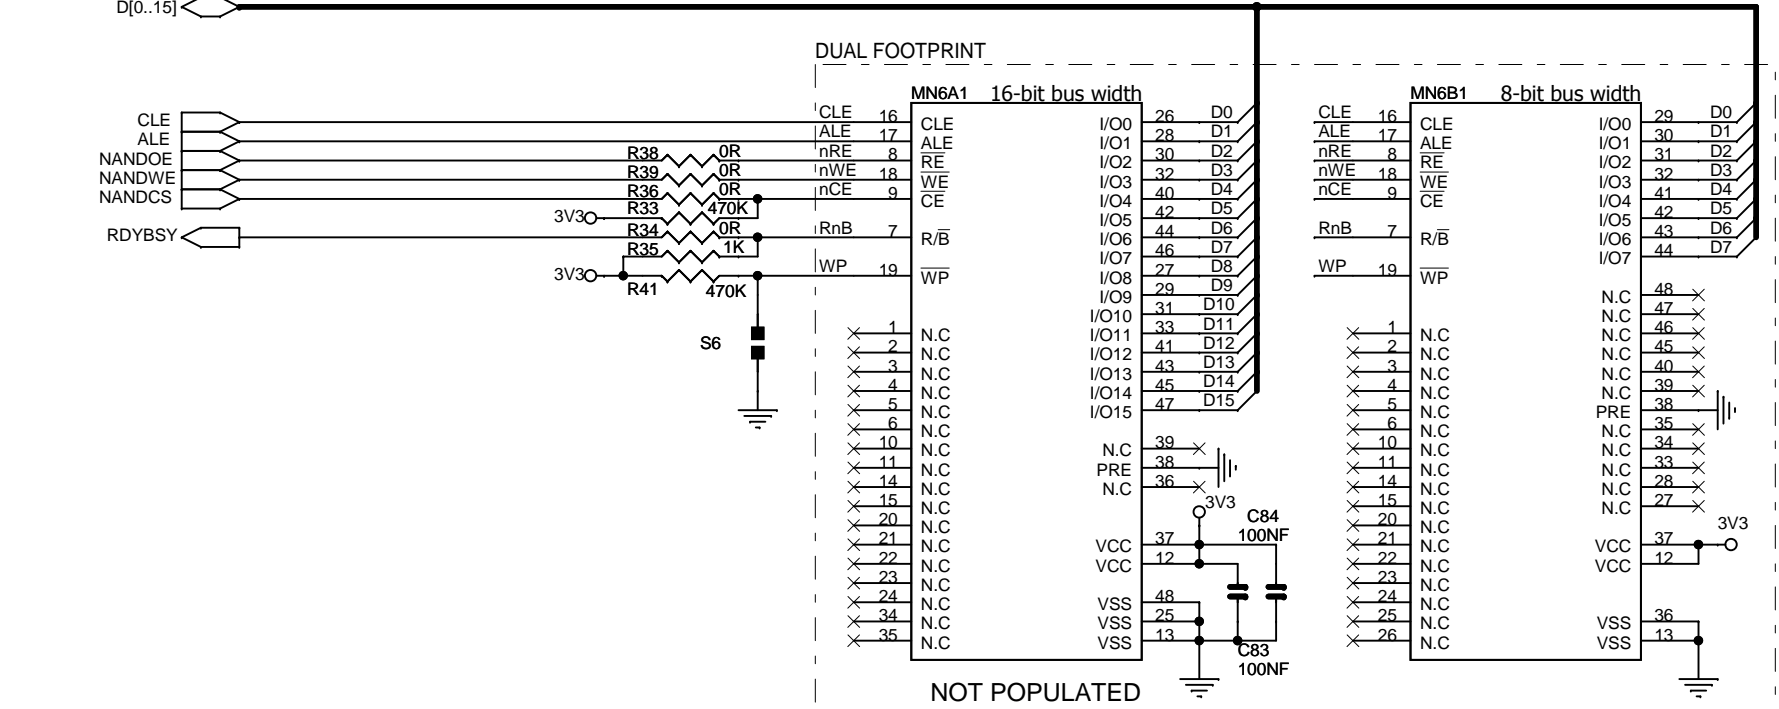 D[0..15]
DUAL FOOTPRINT
MN6A1 16-bit bus width
MN6B1 8-bit bus width
CLE
ALE
NANDOE
NANDWE
NANDCS
RDYBSY
R38 0R
R39 0R
R36 0R
3V3 R33 470K
R34 0R
R35 1K
3V3 R41 470K
S6
CLE 16 CLE
ALE 17 ALE
nRE 8 RE
nWE 18 WE
nCE 9 CE
RnB 7 R/B
WP 19 WP
1 N.C
2 N.C
3 N.C
4 N.C
5 N.C
6 N.C
10 N.C
11 N.C
14 N.C
15 N.C
20 N.C
21 N.C
22 N.C
23 N.C
24 N.C
34 N.C
35 N.C
I/O0 26 D0
I/O1 28 D1
I/O2 30 D2
I/O3 32 D3
I/O4 40 D4
I/O5 42 D5
I/O6 44 D6
I/O7 46 D7
I/O8 27 D8
I/O9 29 D9
I/O10 31 D10
I/O11 33 D11
I/O12 41 D12
I/O13 43 D13
I/O14 45 D14
I/O15 47 D15
N.C 39
PRE 38
N.C 36
3V3
C84
100NF
VCC 37
VCC 12
VSS 48
VSS 25
VSS 13
C83
100NF
NOT POPULATED
CLE 16 CLE
ALE 17 ALE
nRE 8 RE
nWE 18 WE
nCE 9 CE
RnB 7 R/B
WP 19 WP
1 N.C
2 N.C
3 N.C
4 N.C
5 N.C
6 N.C
10 N.C
11 N.C
14 N.C
15 N.C
20 N.C
21 N.C
22 N.C
23 N.C
24 N.C
25 N.C
26 N.C
I/O0 29 D0
I/O1 30 D1
I/O2 31 D2
I/O3 32 D3
I/O4 41 D4
I/O5 42 D5
I/O6 43 D6
I/O7 44 D7
N.C 48
N.C 47
N.C 46
N.C 45
N.C 40
N.C 39
PRE 38
N.C 35
N.C 34
N.C 33
N.C 28
N.C 27
3V3
VCC 37
VCC 12
VSS 36
VSS 13